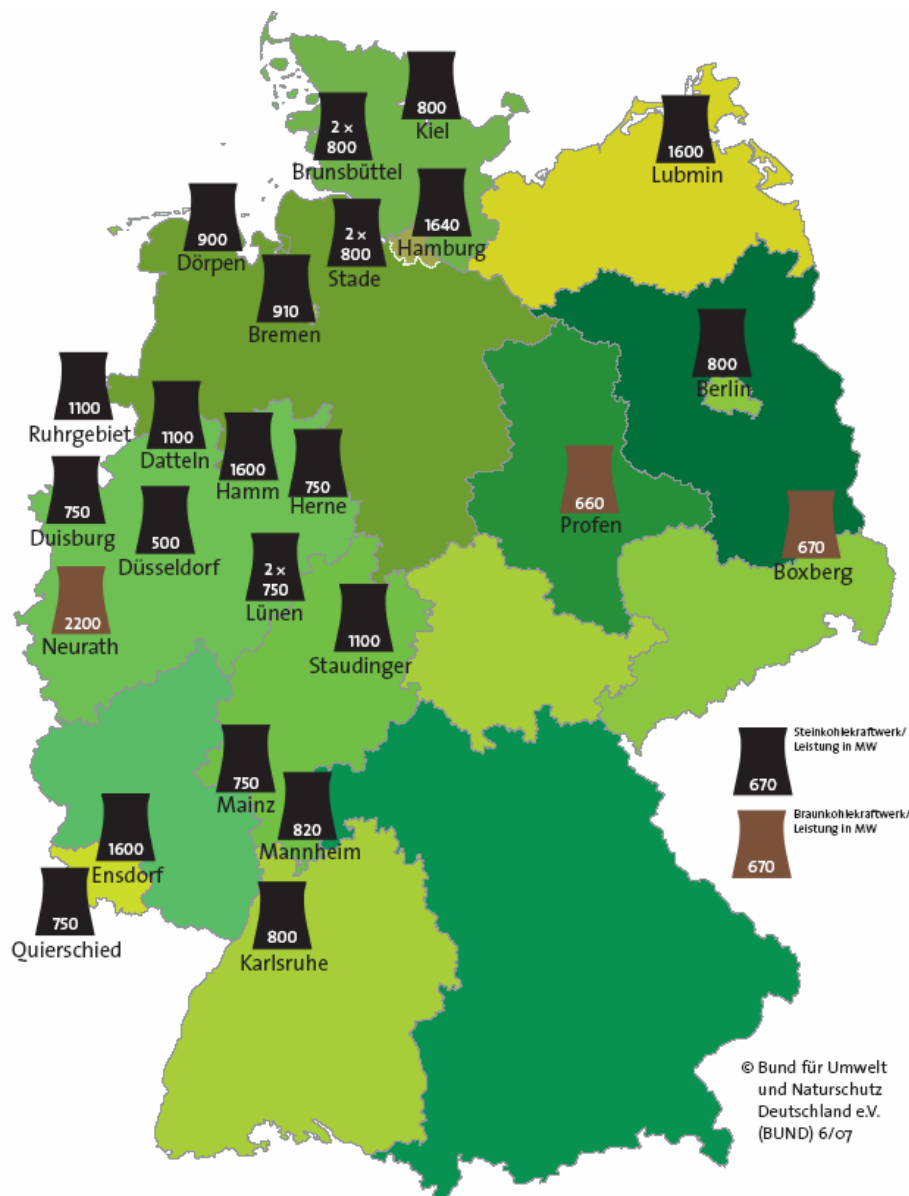 800
Kiel
2 ×
800
Brunsbüttel
1600
Lubmin
900
Dörpen
2 ×
800
Stade
1640
Hamburg
910
Bremen
800
Berlin
1100
Ruhrgebiet
1100
Datteln
1600
Hamm
750
Herne
660
Profen
670
Boxberg
750
Duisburg
500
Düsseldorf
2 ×
750
Lünen
2200
Neurath
1100
Staudinger
750
Mainz
820
Mannheim
1600
Ensdorf
750
Quierschied
800
Karlsruhe
670
Steinkohlekraftwerk/
Leistung in MW
670
Braunkohlekraftwerk/
Leistung in MW
© Bund für Umwelt
und Naturschutz
Deutschland e.V.
(BUND) 6/07